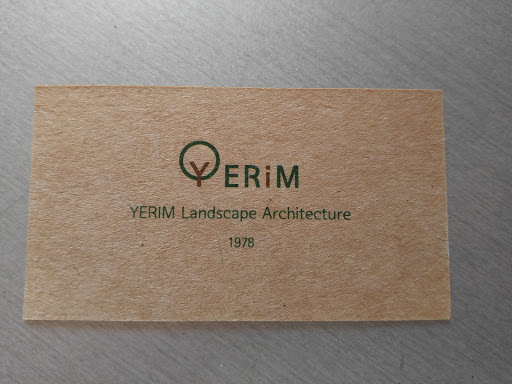 YERiM
YERIM Landscape Architecture
1978